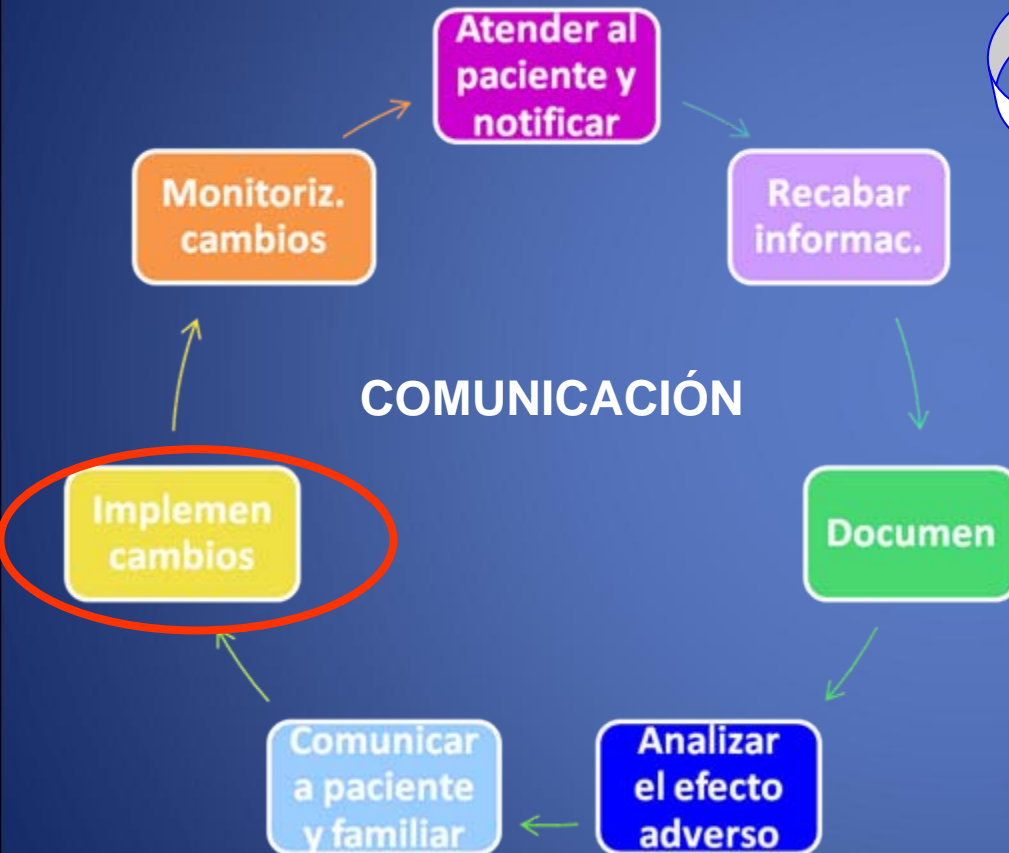 Atender al
paciente y
notificar
Recabar
informac.
Documen
Analizar
el efecto
adverso
Comunicar
a paciente
y familiar
Implemen
cambios
Monitoriz.
cambios
COMUNICACIÓN